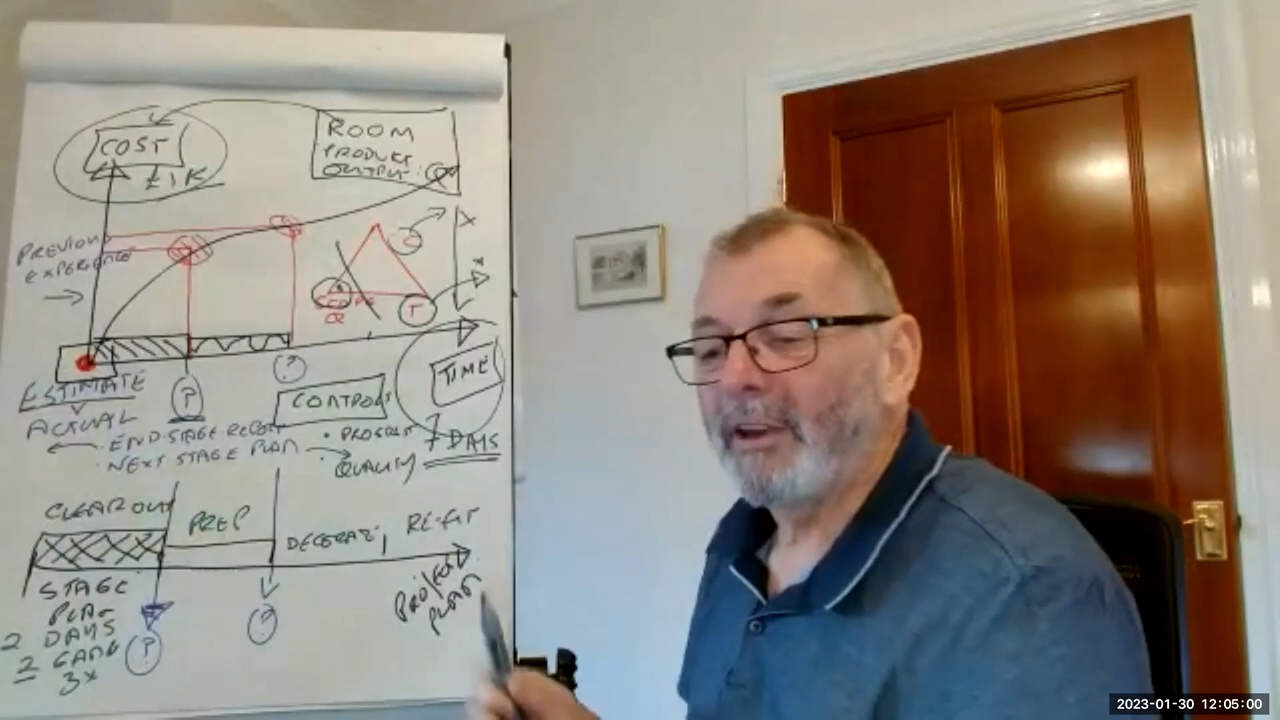 COST
£1K
ROOM
PRODUCT
OUTPUT: Q
PREVIOUS
EXPERIENCE
T
Q
?
ESTIMATE
ACTUAL
?
CONTROLS
TIME
7 DAYS
END STAGE REPORT
NEXT STAGE PLAN
• PROGRESS
QUALITY
CLEAR OUT
PREP
DECORATE,
RE-FIT
STAGE
PLAN
2 DAYS
2 GANG
3x
?
?
PROJECT
PLAN
2023-01-30 12:05:00